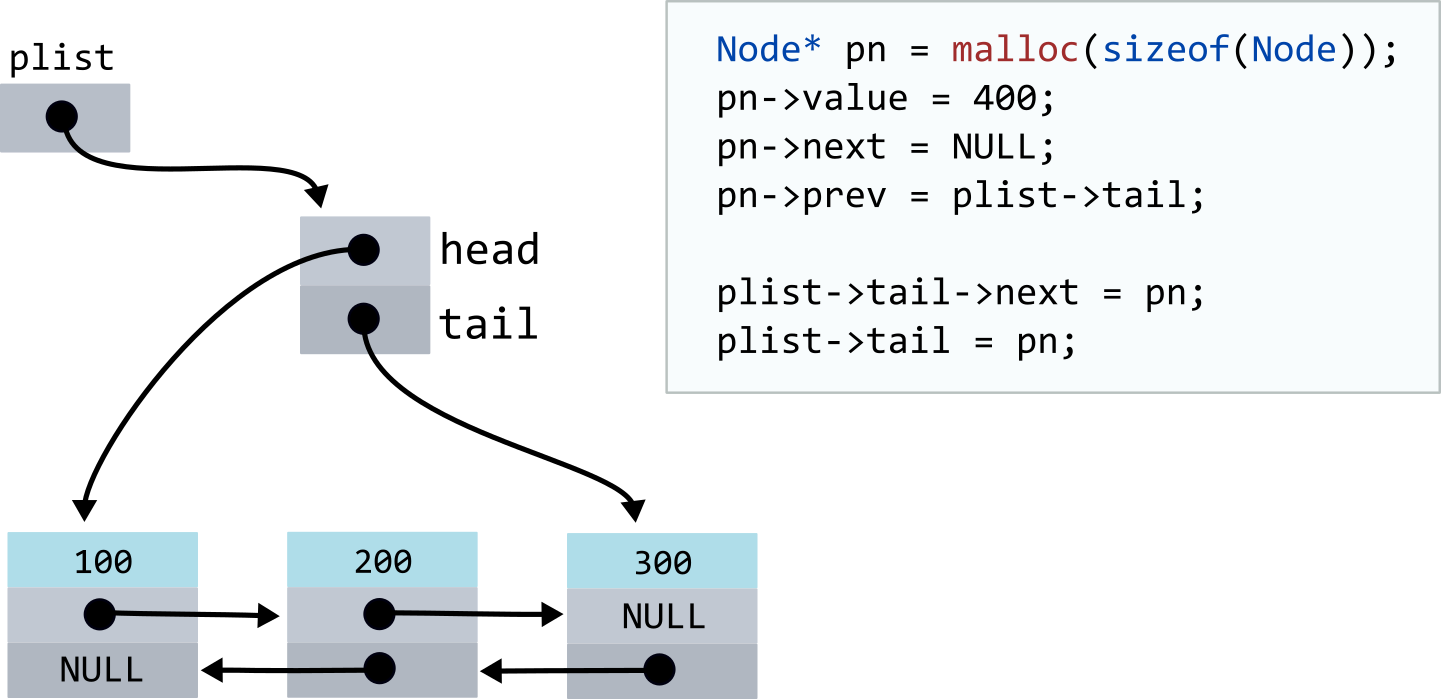 plist
head
tail
100
200
300
NULL
NULL
Node* pn = malloc(sizeof(Node));
pn->value = 400;
pn->next = NULL;
pn->prev = plist->tail;
plist->tail->next = pn;
plist->tail = pn;